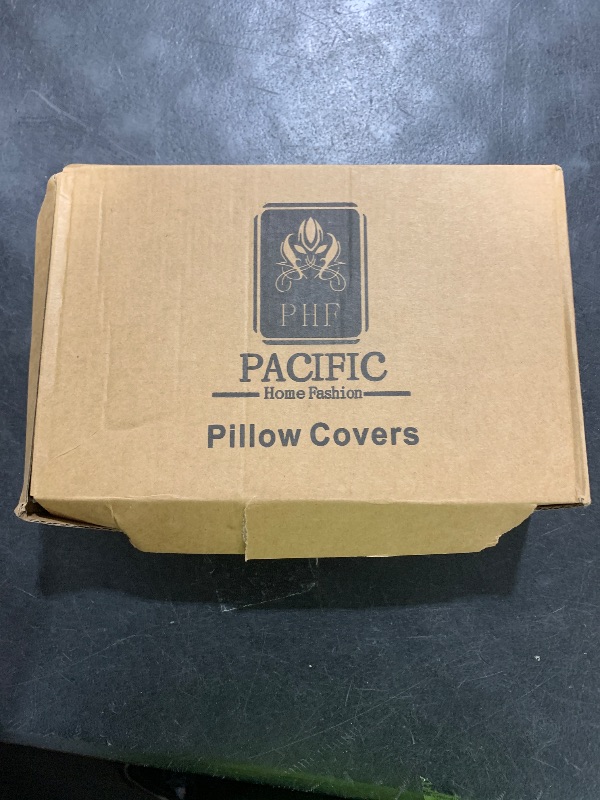 PHF
PACIFIC
Home Fashion
Pillow Covers